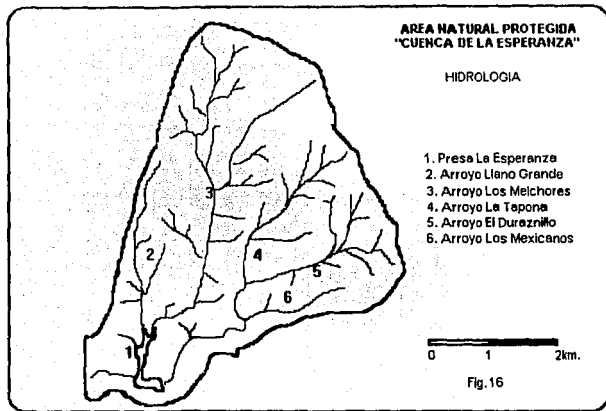 AREA NATURAL PROTEGIDA
"CUENCA DE LA ESPERANZA"
HIDROLOGIA
1. Presa La Esperanza
2. Arroyo Llano Grande
3. Arroyo Los Melchores
4. Arroyo La Tapona
5. Arroyo El Duraznillo
6. Arroyo Los Mexicanos
3
2
4
5
6
1
0 1 2km.
Fig.16